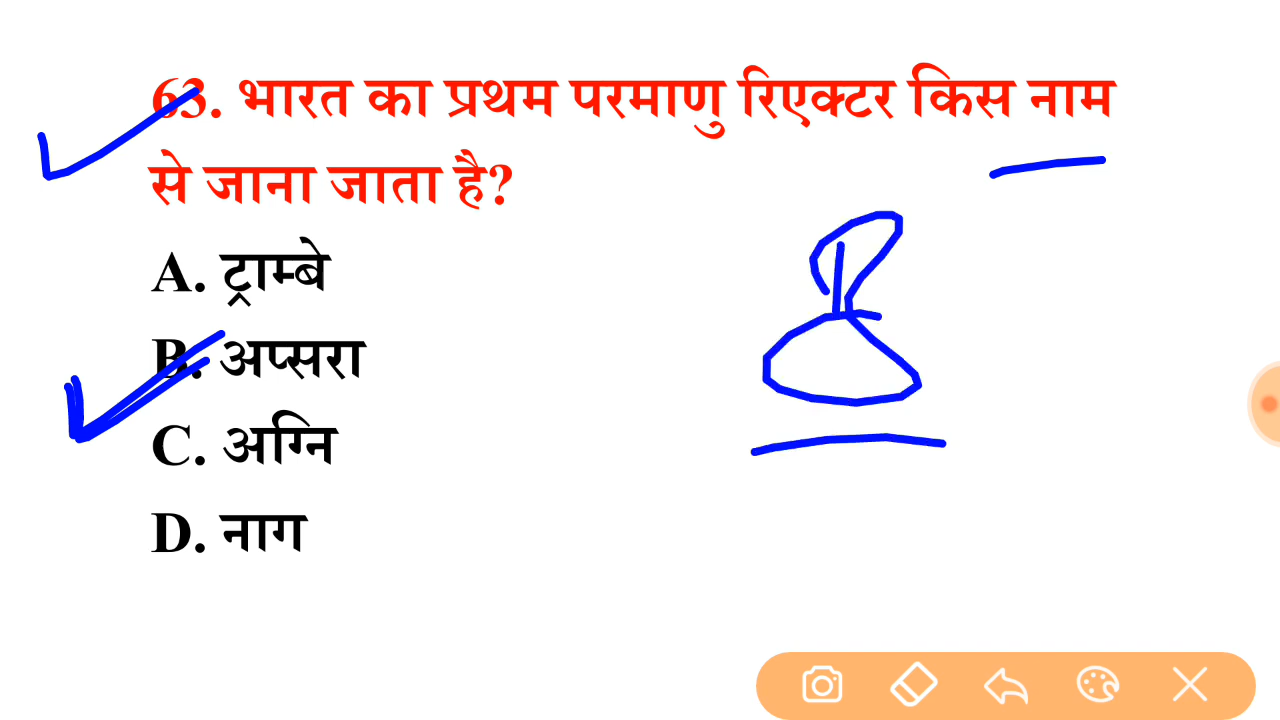 63. भारत का प्रथम परमाणु रिएक्टर किस नाम
से जाना जाता है?
A. ट्राम्बे
B. अप्सरा
C. अग्नि
D. नाग